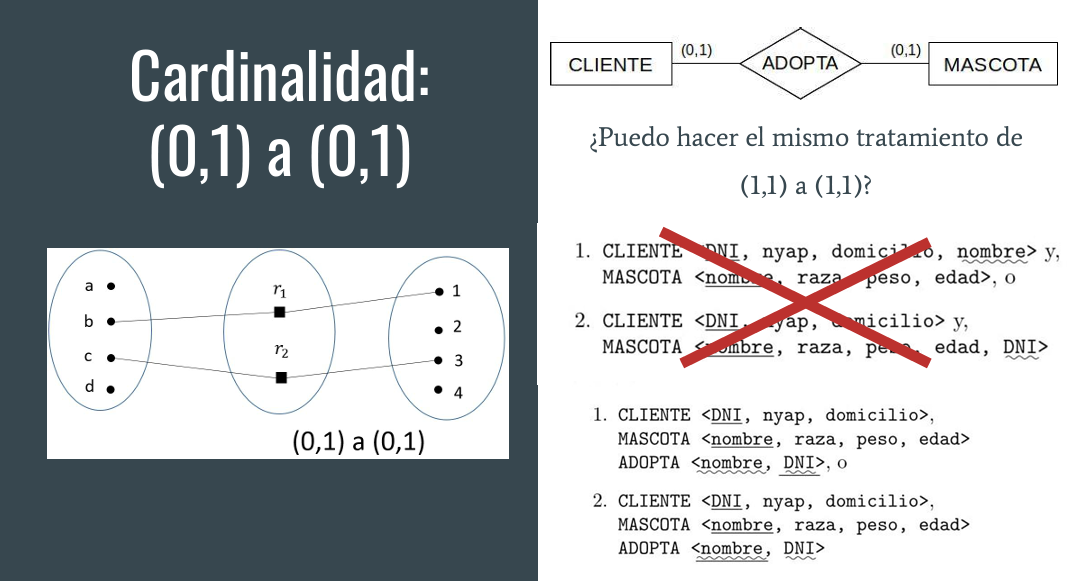 Cardinalidad:
(0,1) a (0,1)
a
b
c
d
r1
r2
1
2
3
4
(0,1) a (0,1)
CLIENTE (0,1) ADOPTA (0,1) MASCOTA
¿Puedo hacer el mismo tratamiento de
(1,1) a (1,1)?
1. CLIENTE <DNI, nyap, domicilio, nombre> y,
MASCOTA <nombre, raza, peso, edad>, o
2. CLIENTE <DNI, nyap, domicilio> y,
MASCOTA <nombre, raza, peso, edad, DNI>
1. CLIENTE <DNI, nyap, domicilio>,
MASCOTA <nombre, raza, peso, edad>
ADOPTA <nombre, DNI>, o
2. CLIENTE <DNI, nyap, domicilio>,
MASCOTA <nombre, raza, peso, edad>
ADOPTA <nombre, DNI>